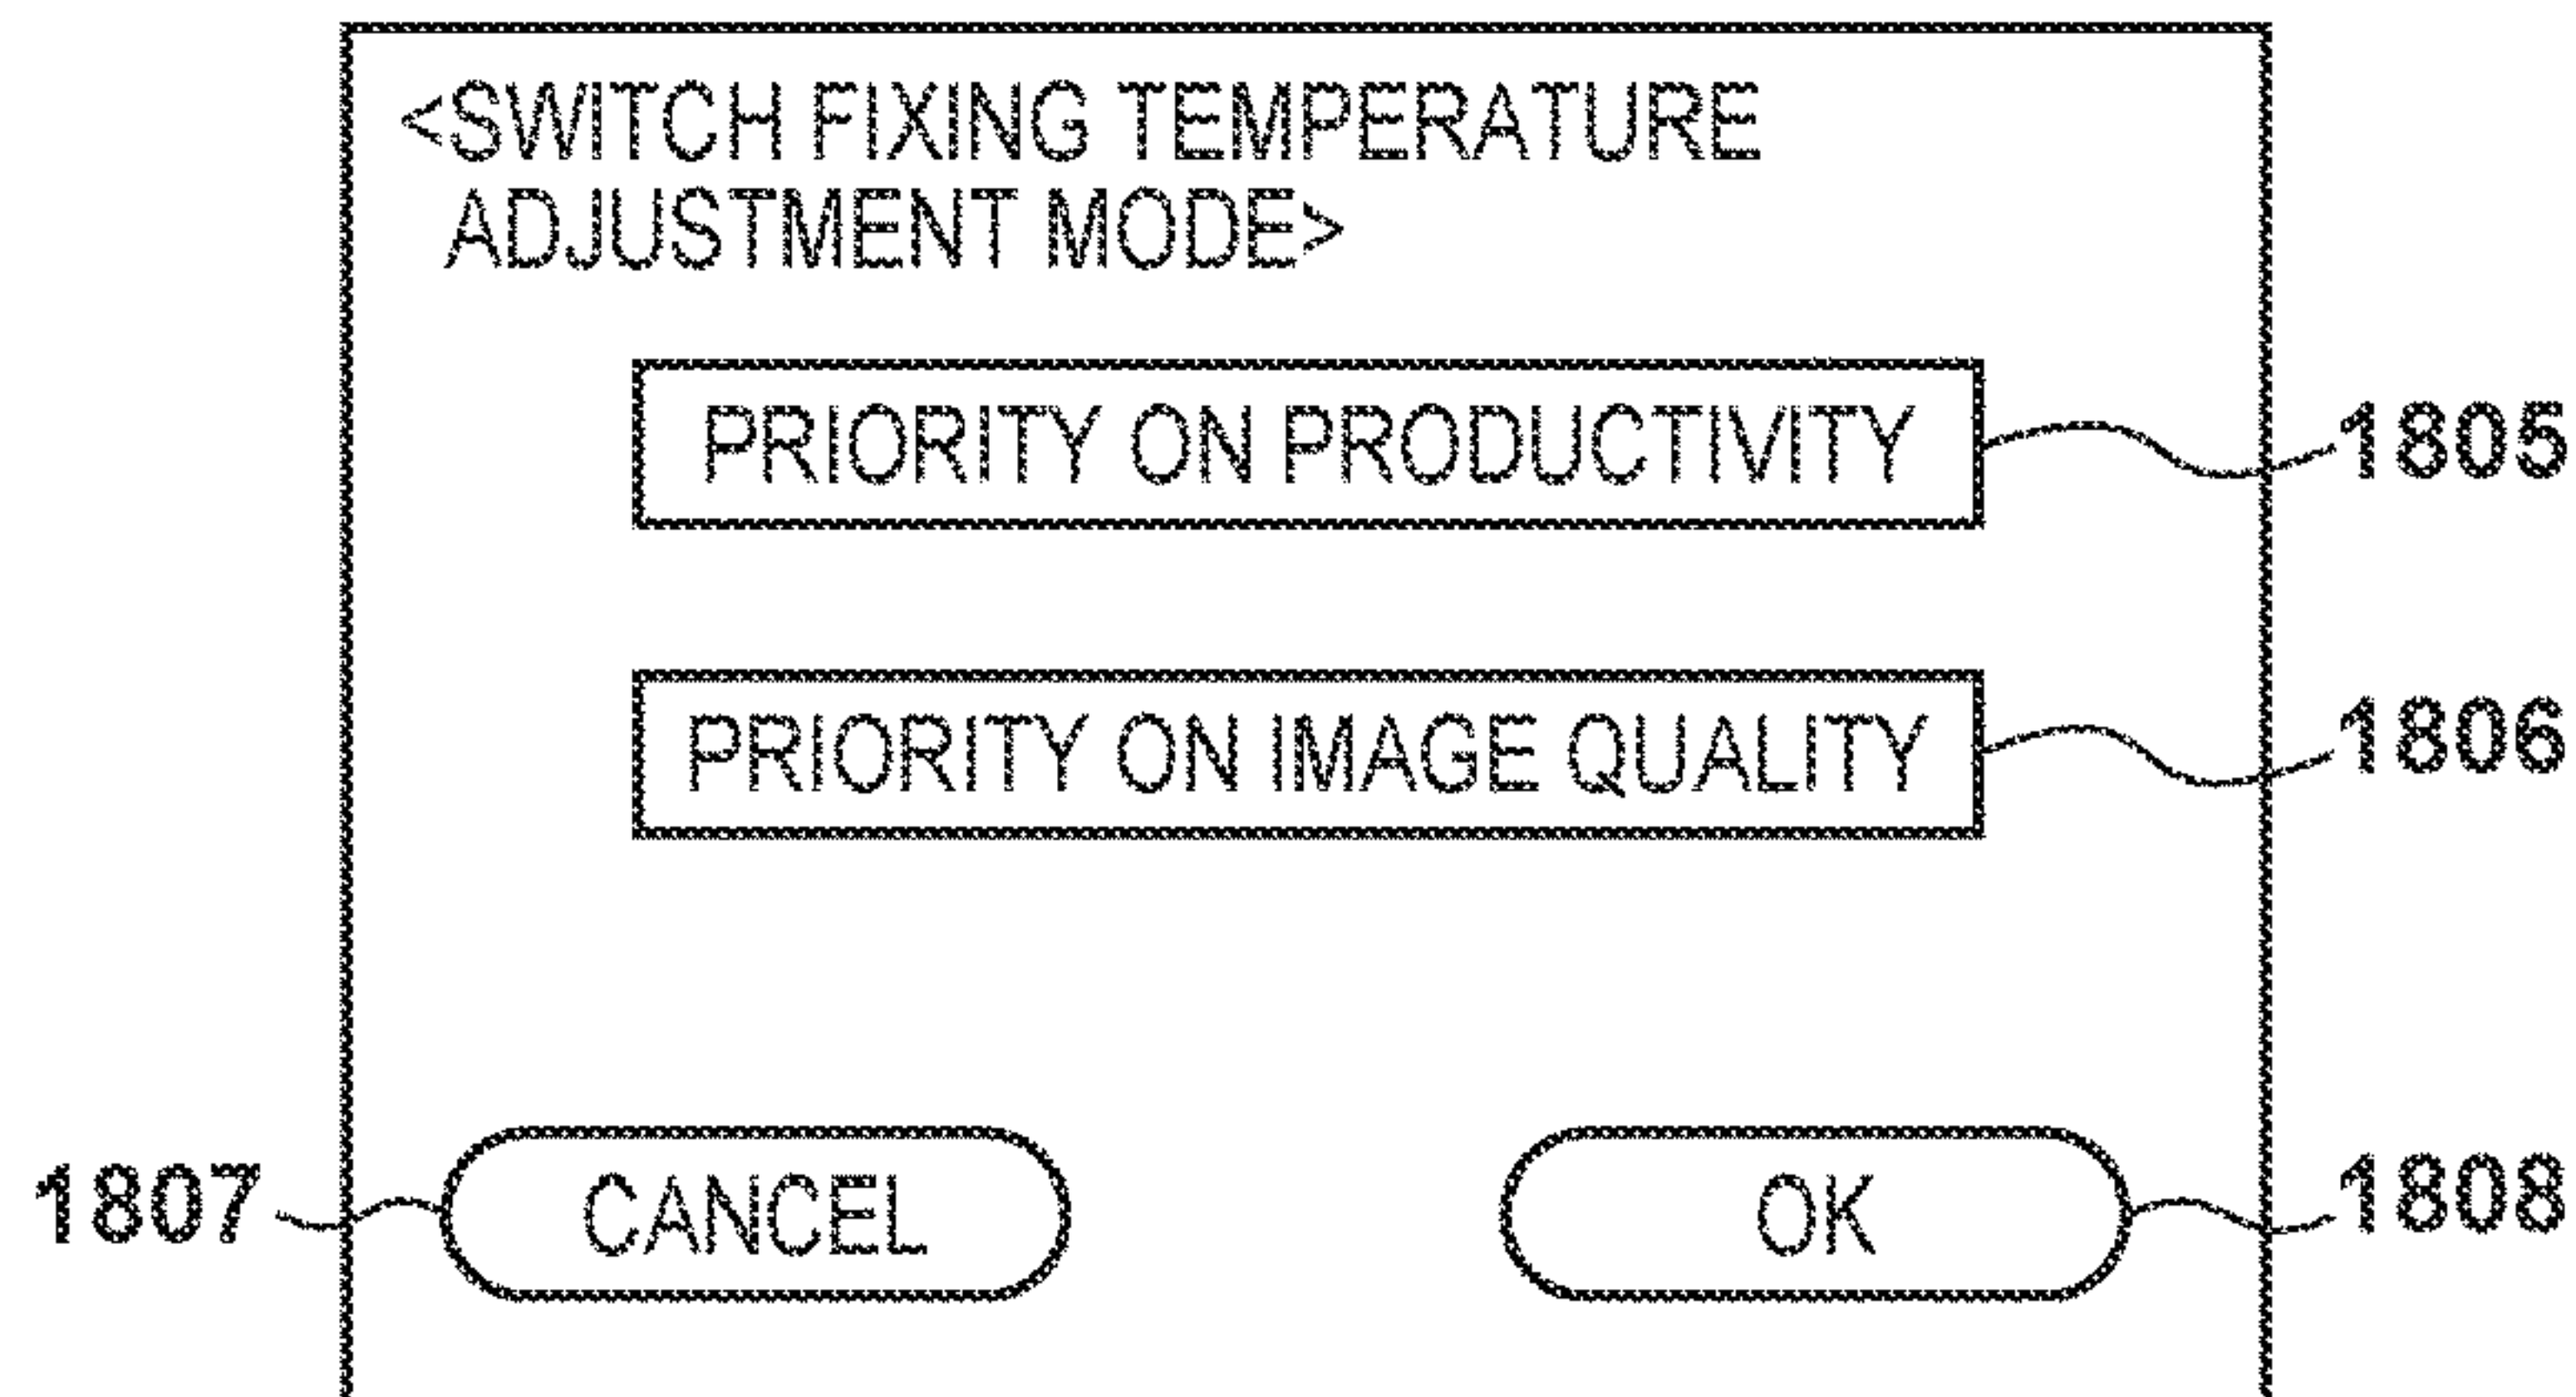 <SWITCH FIXING TEMPERATURE
ADJUSTMENT MODE>
PRIORITY ON PRODUCTIVITY
1805
PRIORITY ON IMAGE QUALITY
1806
1807
CANCEL
OK
1808